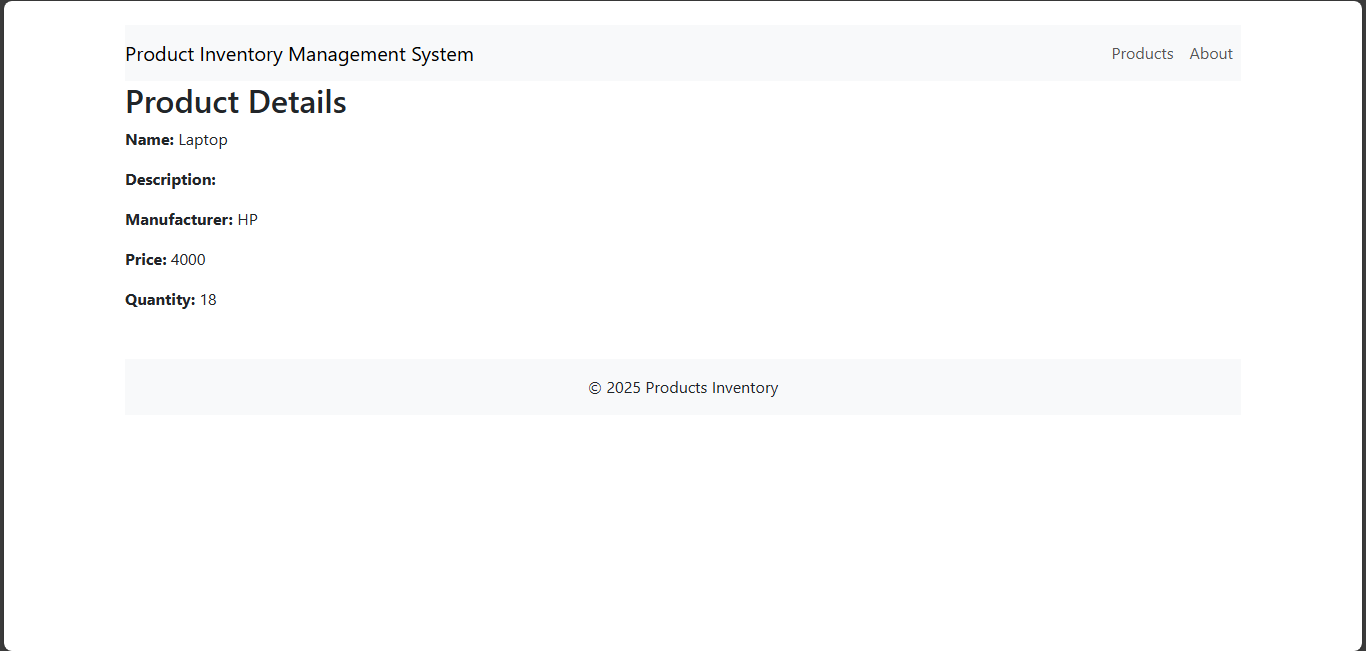 Product Inventory Management System
Products About
Product Details
Name: Laptop
Description:
Manufacturer: HP
Price: 4000
Quantity: 18
© 2025 Products Inventory